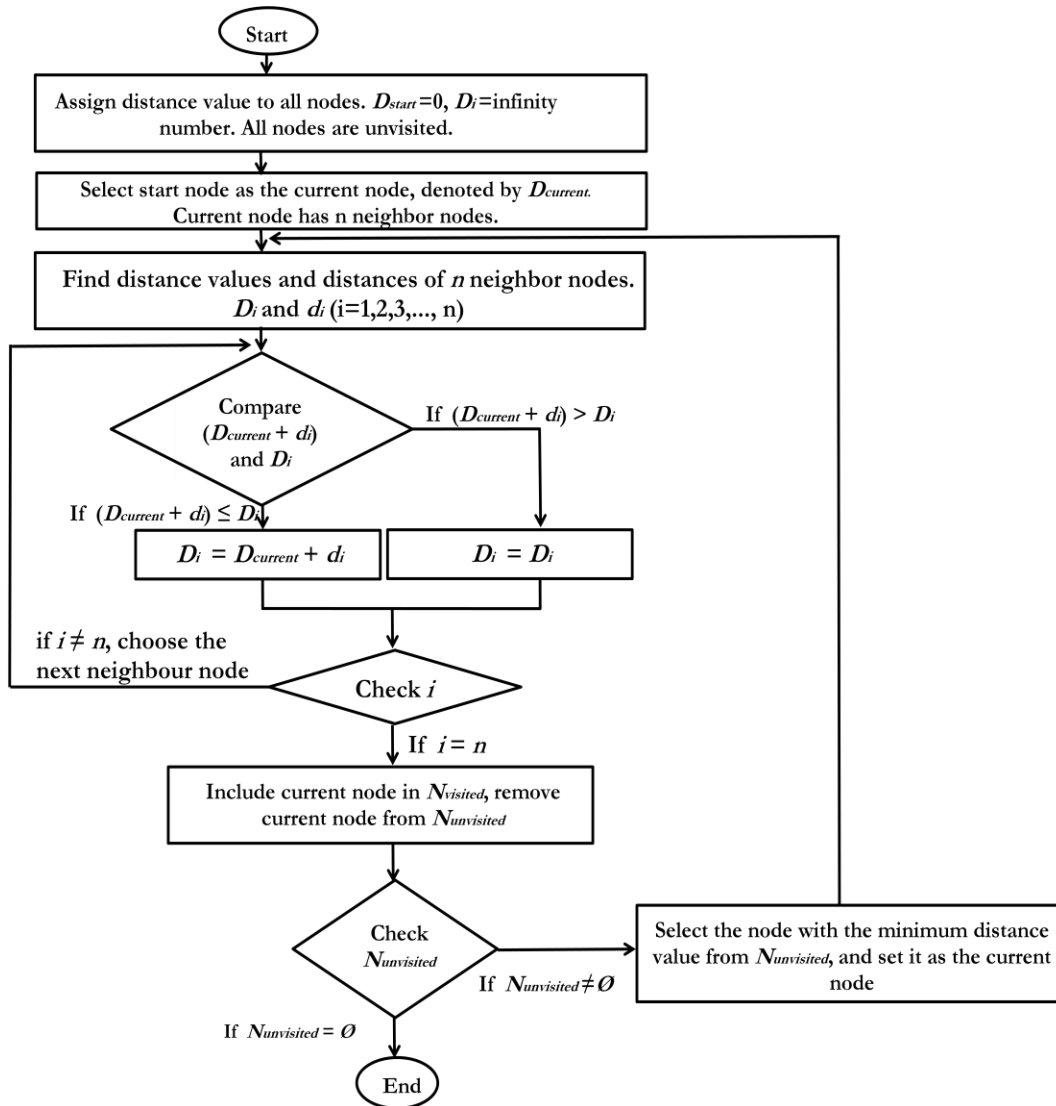 Start
Assign distance value to all nodes. Dstart=0, Di=infinity
number. All nodes are unvisited.
Select start node as the current node, denoted by Dcurrent.
Current node has n neighbor nodes.
Find distance values and distances of n neighbor nodes.
Di and di (i=1,2,3,..., n)
Compare
(Dcurrent + di)
and Di
If (Dcurrent + di) > Di
If (Dcurrent + di) ≤ Di
Di = Dcurrent + di
Di = Di
if i ≠ n, choose the
next neighbour node
Check i
If i = n
Include current node in Nvisited, remove
current node from Nunvisited
Check
Nunvisited
If Nunvisited≠Ø
Select the node with the minimum distance
value from Nunvisited, and set it as the current
node
If Nunvisited = Ø
End